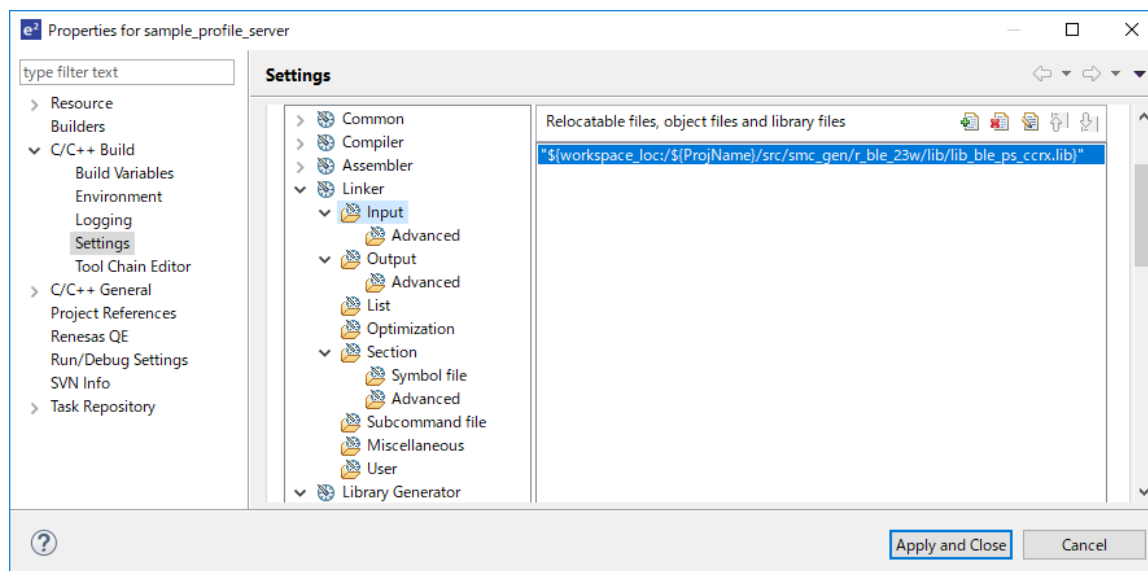 e² Properties for sample_profile_server
type filter text
Settings
Resource
Builders
C/C++ Build
Build Variables
Environment
Logging
Settings
Tool Chain Editor
C/C++ General
Project References
Renesas QE
Run/Debug Settings
SVN Info
Task Repository
Common
Compiler
Assembler
Linker
Input
Advanced
Output
Advanced
List
Optimization
Section
Symbol file
Advanced
Subcommand file
Miscellaneous
User
Library Generator
Relocatable files, object files and library files
"${workspace_loc:/${ProjName}/src/smc_gen/r_ble_23w/lib/lib_ble_ps_ccrx.lib}"
?
Apply and Close
Cancel